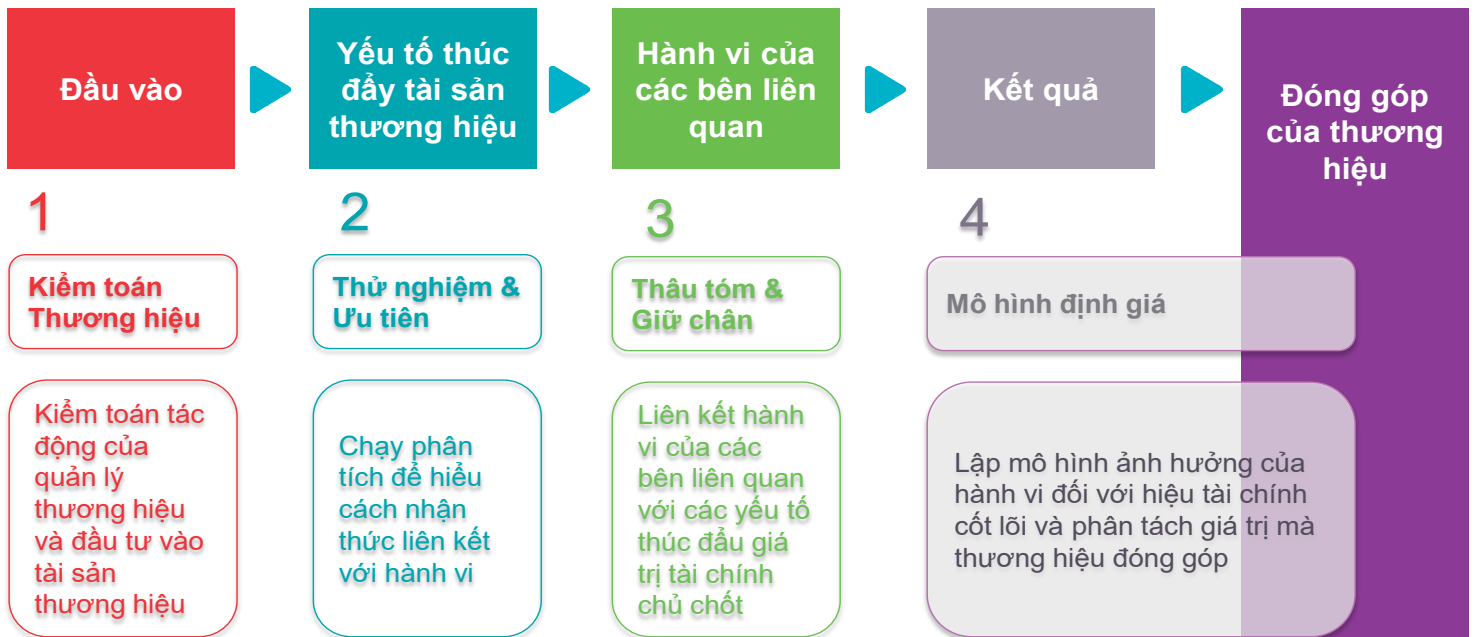 Đầu vào
Yếu tố thúc
đẩy tài sản
thương hiệu
Hành vi của
các bên liên
quan
Kết quả
Đóng góp
của thương
hiệu
1
2
3
4
Kiểm toán
Thương hiệu
Thử nghiệm &
Ưu tiên
Thâu tóm &
Giữ chân
Mô hình định giá
Kiểm toán tác
động của
quản lý
thương hiệu
và đầu tư vào
tài sản
thương hiệu
Chạy phân
tích để hiểu
cách nhận
thức liên kết
với hành vi
Liên kết hành
vi của các
bên liên quan
với các yếu tố
thúc đẩu giá
trị tài chính
chủ chốt
Lập mô hình ảnh hưởng của
hành vi đối với hiệu tài chính
cốt lõi và phân tách giá trị mà
thương hiệu đóng góp